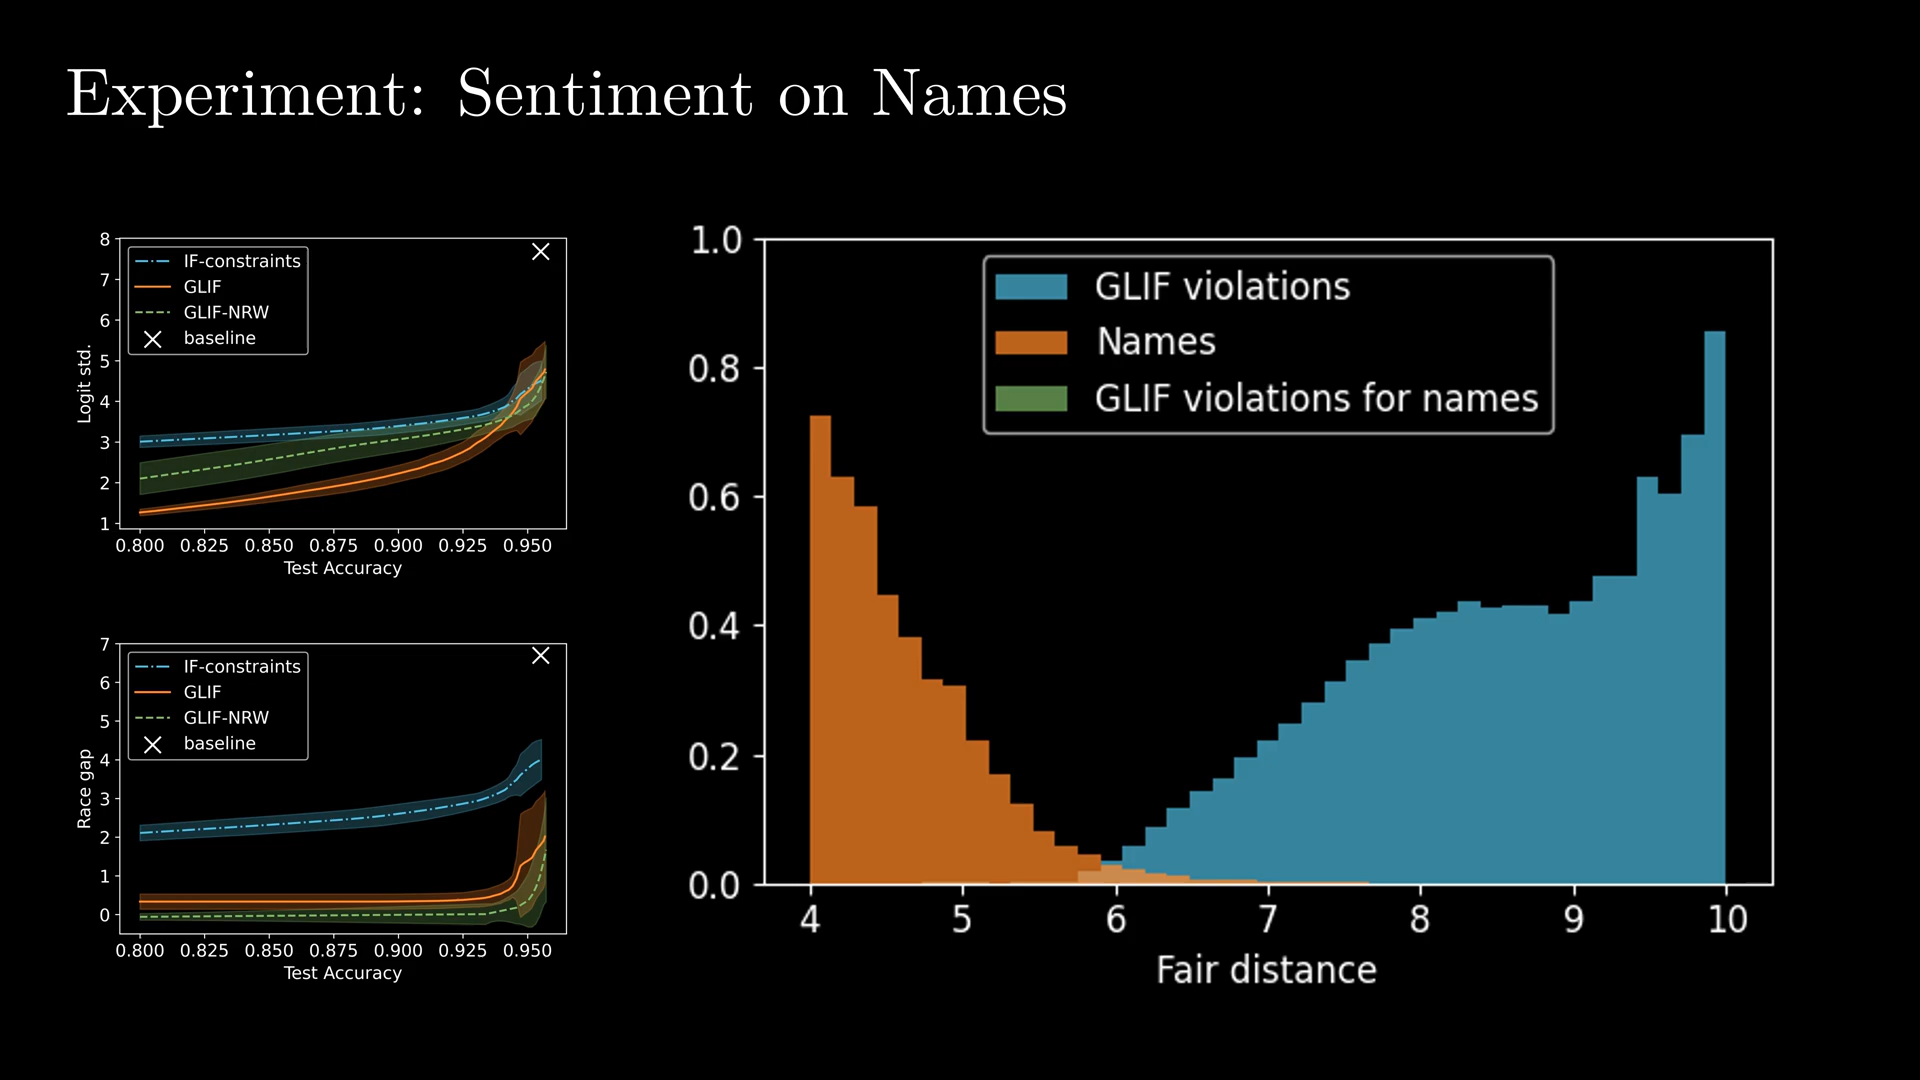 Experiment: Sentiment on Names
8
7
6
5
4
3
2
1
Logit std.
IF-constraints
GLIF
GLIF-NRW
baseline
0.800 0.825 0.850 0.875 0.900 0.925 0.950
Test Accuracy
7
6
5
4
3
2
1
0
Race gap
IF-constraints
GLIF
GLIF-NRW
baseline
0.800 0.825 0.850 0.875 0.900 0.925 0.950
Test Accuracy
1.0
0.8
0.6
0.4
0.2
0.0
GLIF violations
Names
GLIF violations for names
4 5 6 7 8 9 10
Fair distance